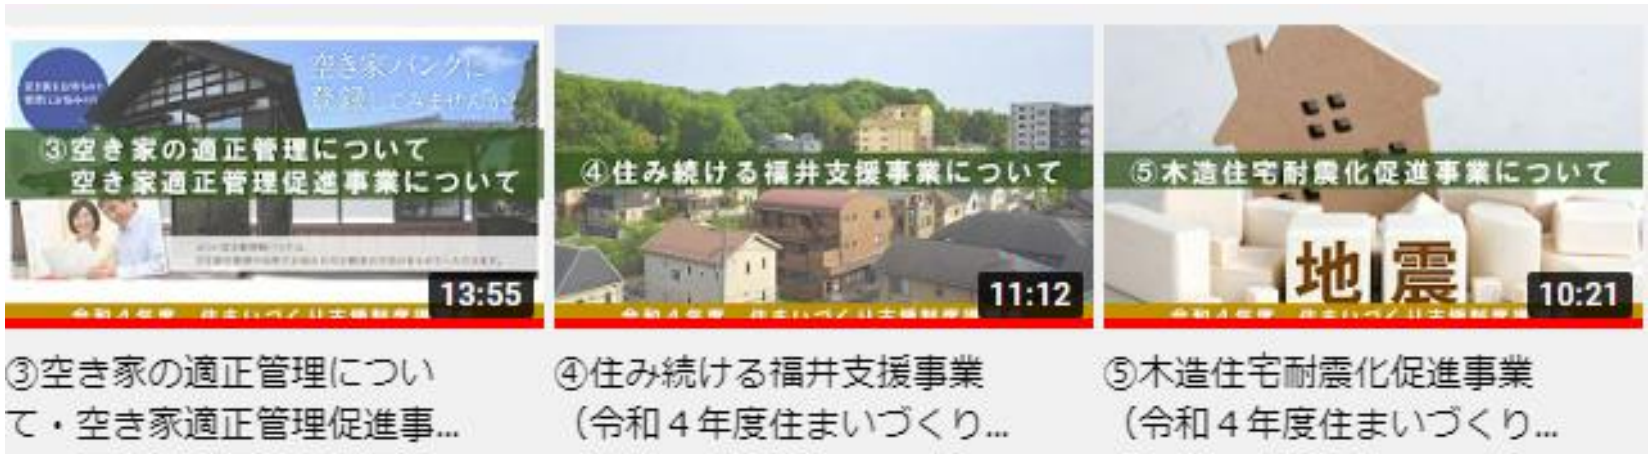 空き家バンクに
登録してみませんか?
③空き家の適正管理について
空き家適正管理促進事業について
13:55
③空き家の適正管理につい
て・空き家適正管理促進事...
④住み続ける福井支援事業について
11:12
④住み続ける福井支援事業
（令和４年度住まいづくり...
⑤木造住宅耐震化促進事業について
地震
10:21
⑤木造住宅耐震化促進事業
（令和４年度住まいづくり...